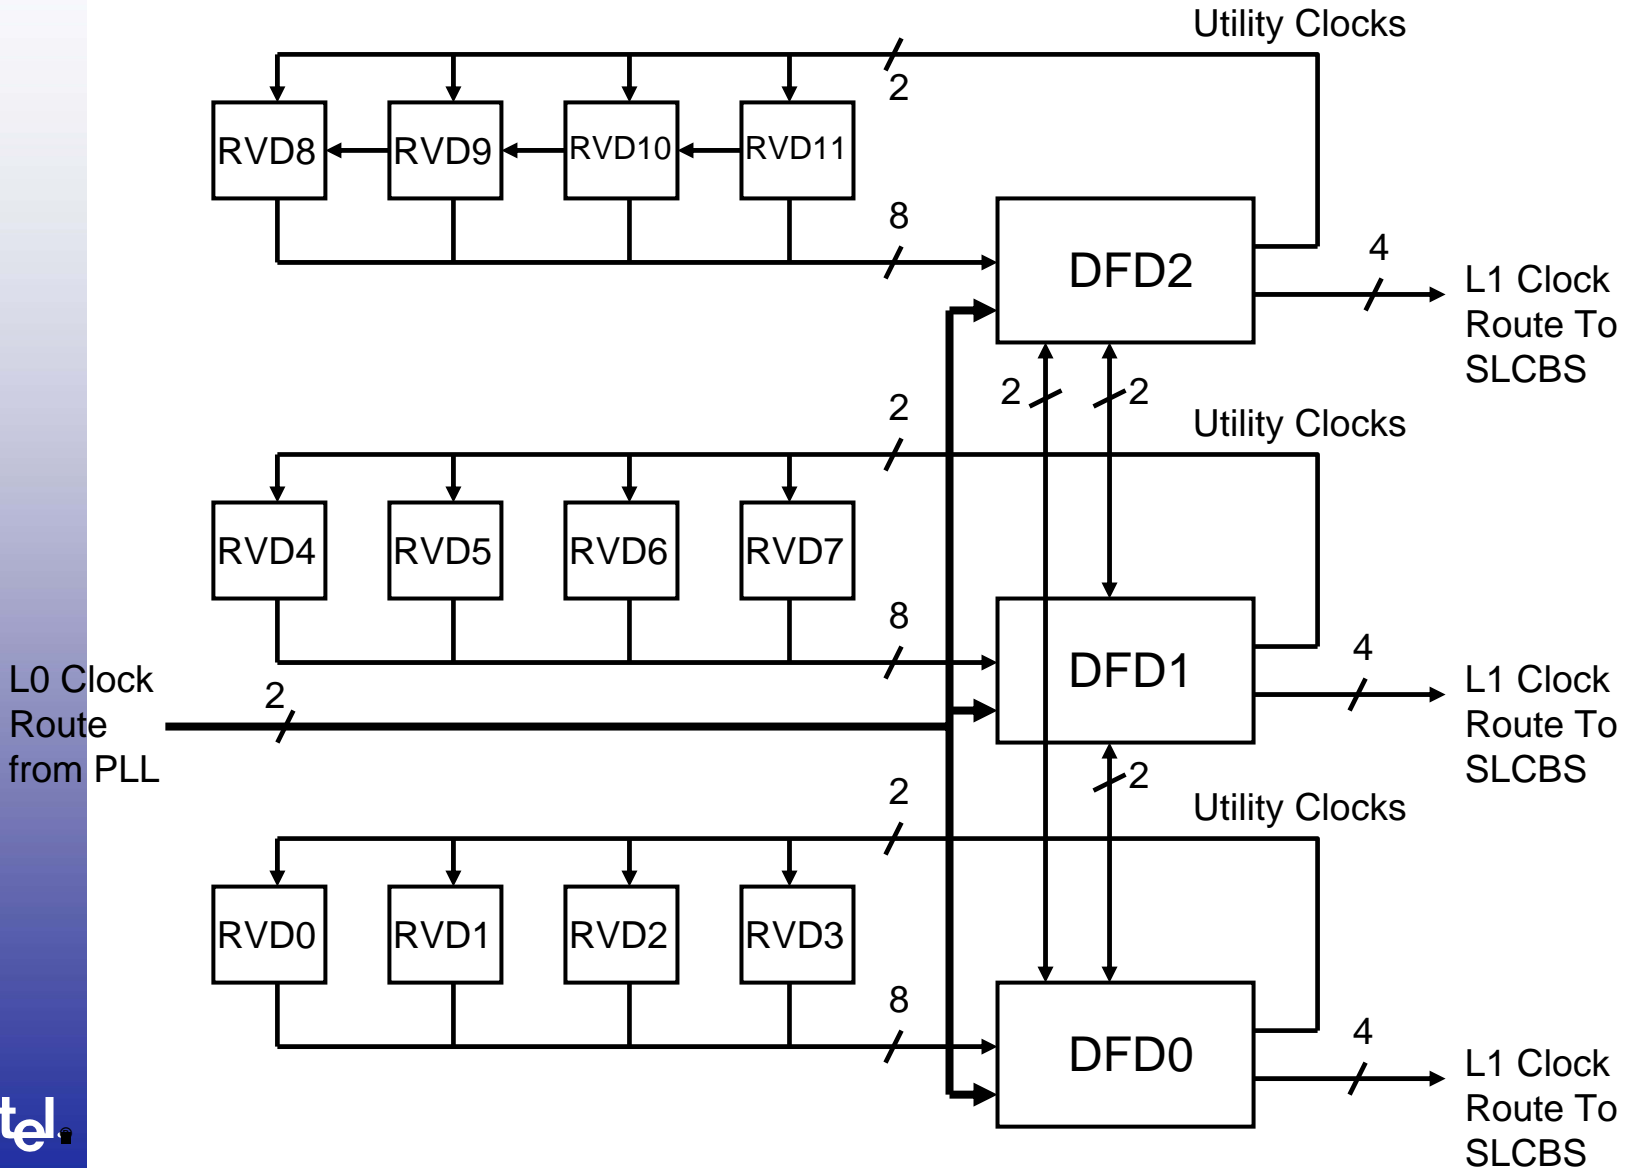 Utility Clocks
2
RVD8
RVD9
RVD10
RVD11
8
DFD2
4
L1 Clock
Route To
SLCBS
2
2
2
Utility Clocks
RVD4
RVD5
RVD6
RVD7
8
DFD1
4
L1 Clock
Route To
SLCBS
L0 Clock
Route
from PLL
2
2
2
Utility Clocks
RVD0
RVD1
RVD2
RVD3
8
DFD0
4
L1 Clock
Route To
SLCBS
tel